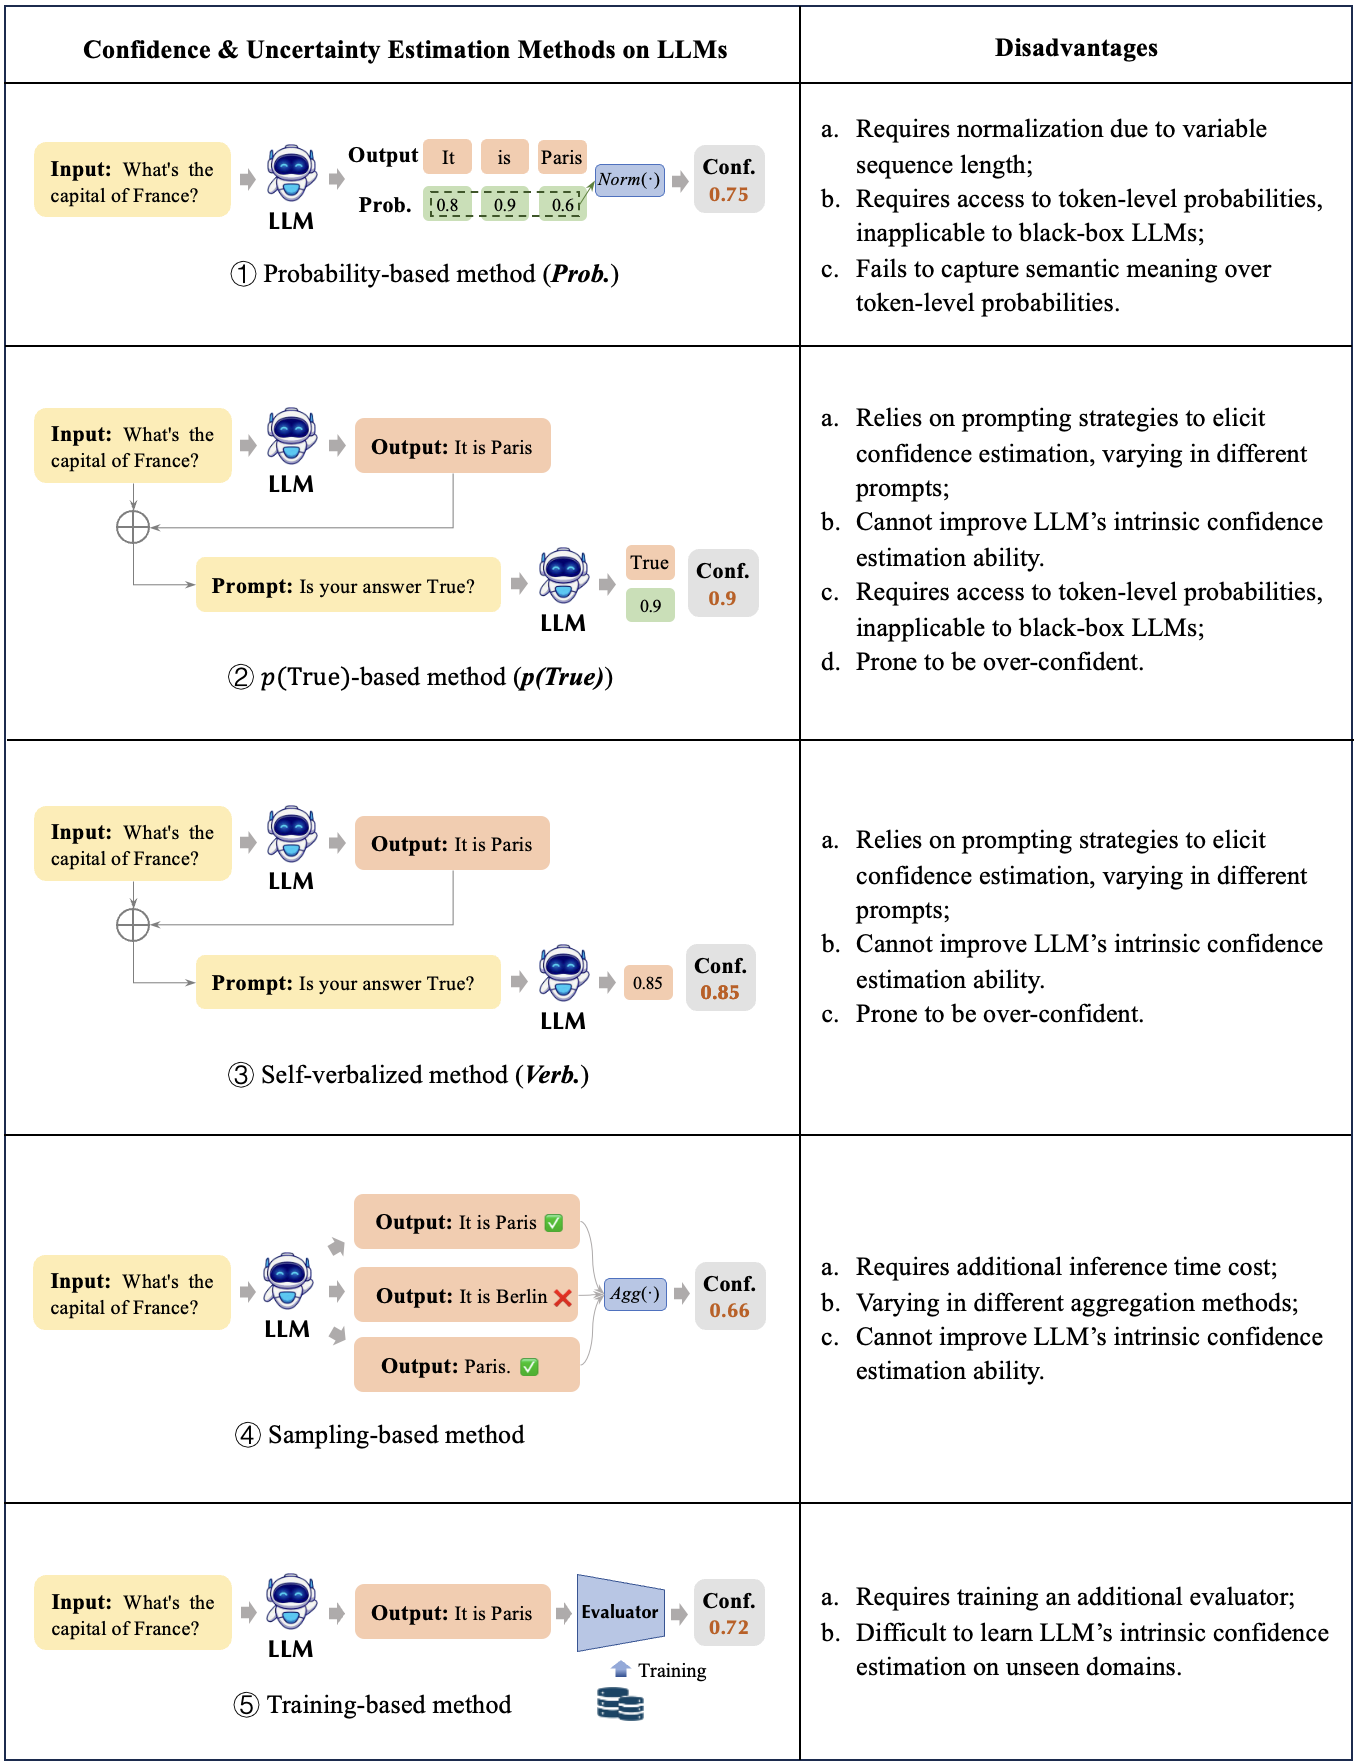 Confidence & Uncertainty Estimation Methods on LLMs
Disadvantages
Input: What's the
capital of France?
LLM
Output It is Paris
Prob. 0.8 0.9 0.6
Norm(·)
Conf.
0.75
① Probability-based method (Prob.)
a. Requires normalization due to variable
sequence length;
b. Requires access to token-level probabilities,
inapplicable to black-box LLMs;
c. Fails to capture semantic meaning over
token-level probabilities.
Input: What's the
capital of France?
LLM
Output: It is Paris
Prompt: Is your answer True?
LLM
True
0.9
Conf.
0.9
② p(True)-based method (p(True))
a. Relies on prompting strategies to elicit
confidence estimation, varying in different
prompts;
b. Cannot improve LLM’s intrinsic confidence
estimation ability.
c. Requires access to token-level probabilities,
inapplicable to black-box LLMs;
d. Prone to be over-confident.
Input: What's the
capital of France?
LLM
Output: It is Paris
Prompt: Is your answer True?
LLM
0.85
Conf.
0.85
③ Self-verbalized method (Verb.)
a. Relies on prompting strategies to elicit
confidence estimation, varying in different
prompts;
b. Cannot improve LLM’s intrinsic confidence
estimation ability.
c. Prone to be over-confident.
Input: What's the
capital of France?
LLM
Output: It is Paris
Output: It is Berlin
Output: Paris.
Agg(·)
Conf.
0.66
④ Sampling-based method
a. Requires additional inference time cost;
b. Varying in different aggregation methods;
c. Cannot improve LLM’s intrinsic confidence
estimation ability.
Input: What's the
capital of France?
LLM
Output: It is Paris
Evaluator
Conf.
0.72
Training
⑤ Training-based method
a. Requires training an additional evaluator;
b. Difficult to learn LLM’s intrinsic confidence
estimation on unseen domains.